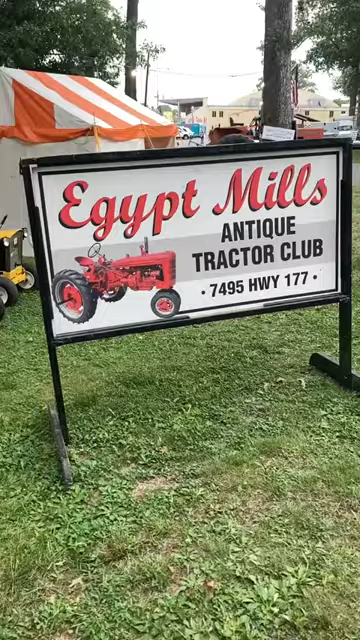 Egypt Mills
ANTIQUE
TRACTOR CLUB
• 7495 HWY 177 •